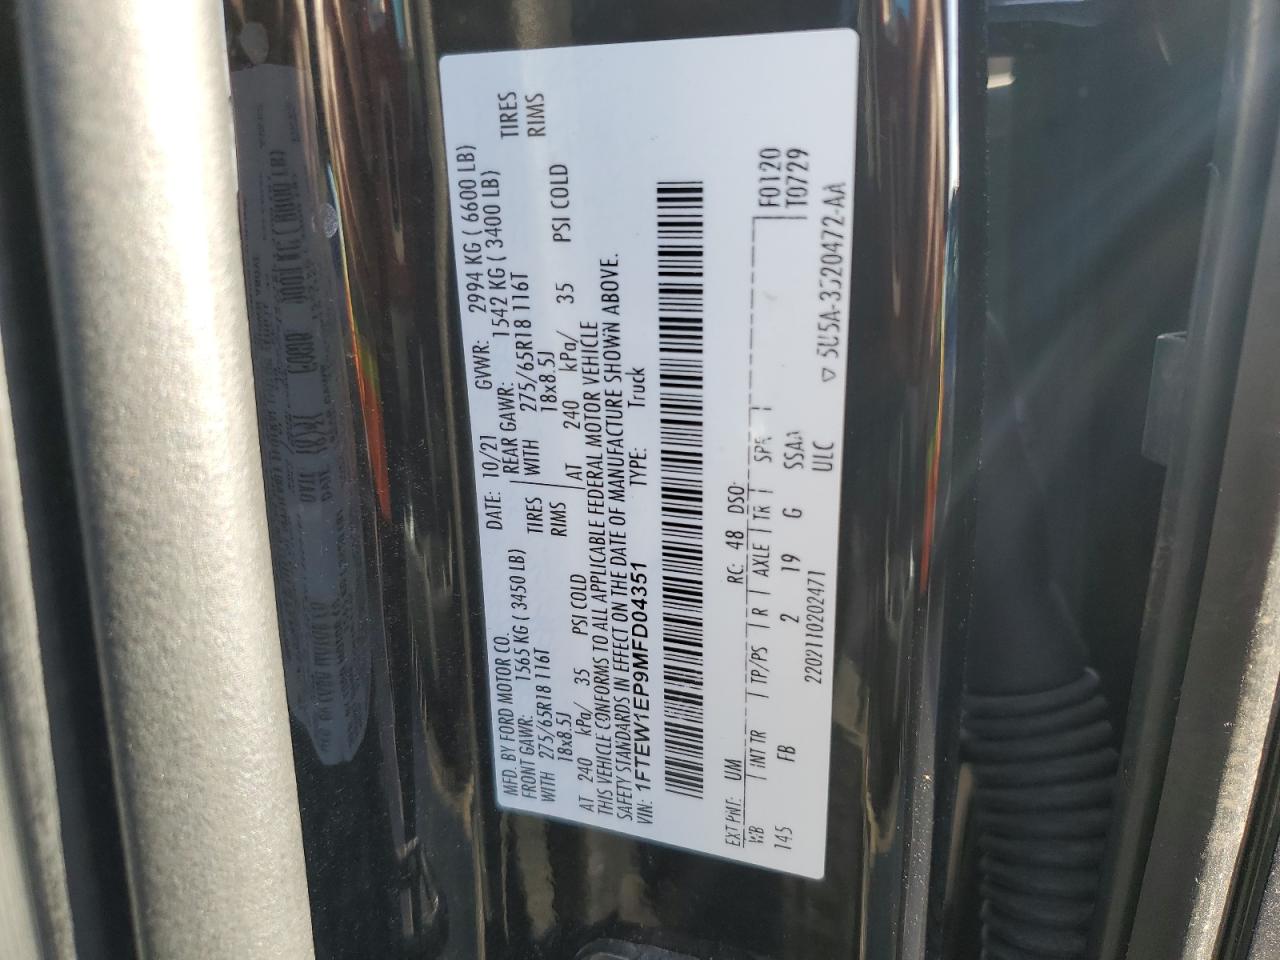 MFD. BY FORD MOTOR CO. DATE: 10/21 GVWR: 2994 KG ( 6600 LB)
FRONT GAWR: 1565 KG ( 3450 LB) REAR GAWR: 1542 KG ( 3400 LB)
WITH 275/65R18 116T TIRES WITH 275/65R18 116T TIRES
18x8.5J RIMS 18x8.5J RIMS
AT 240 kPa/ 35 PSI COLD AT 240 kPa/ 35 PSI COLD
THIS VEHICLE CONFORMS TO ALL APPLICABLE FEDERAL MOTOR VEHICLE
SAFETY STANDARDS IN EFFECT ON THE DATE OF MANUFACTURE SHOWN ABOVE.
VIN: 1FTEW1EP9MFD04351 TYPE: Truck
EXT PNT: UM RC: 48 DSO: F0120
WB INT TR TP/PS R AXLE TR SPR T0729
145 FB 2 19 G SSAA
2202110202471 ULC ▽ 5U5A-3520472-AA